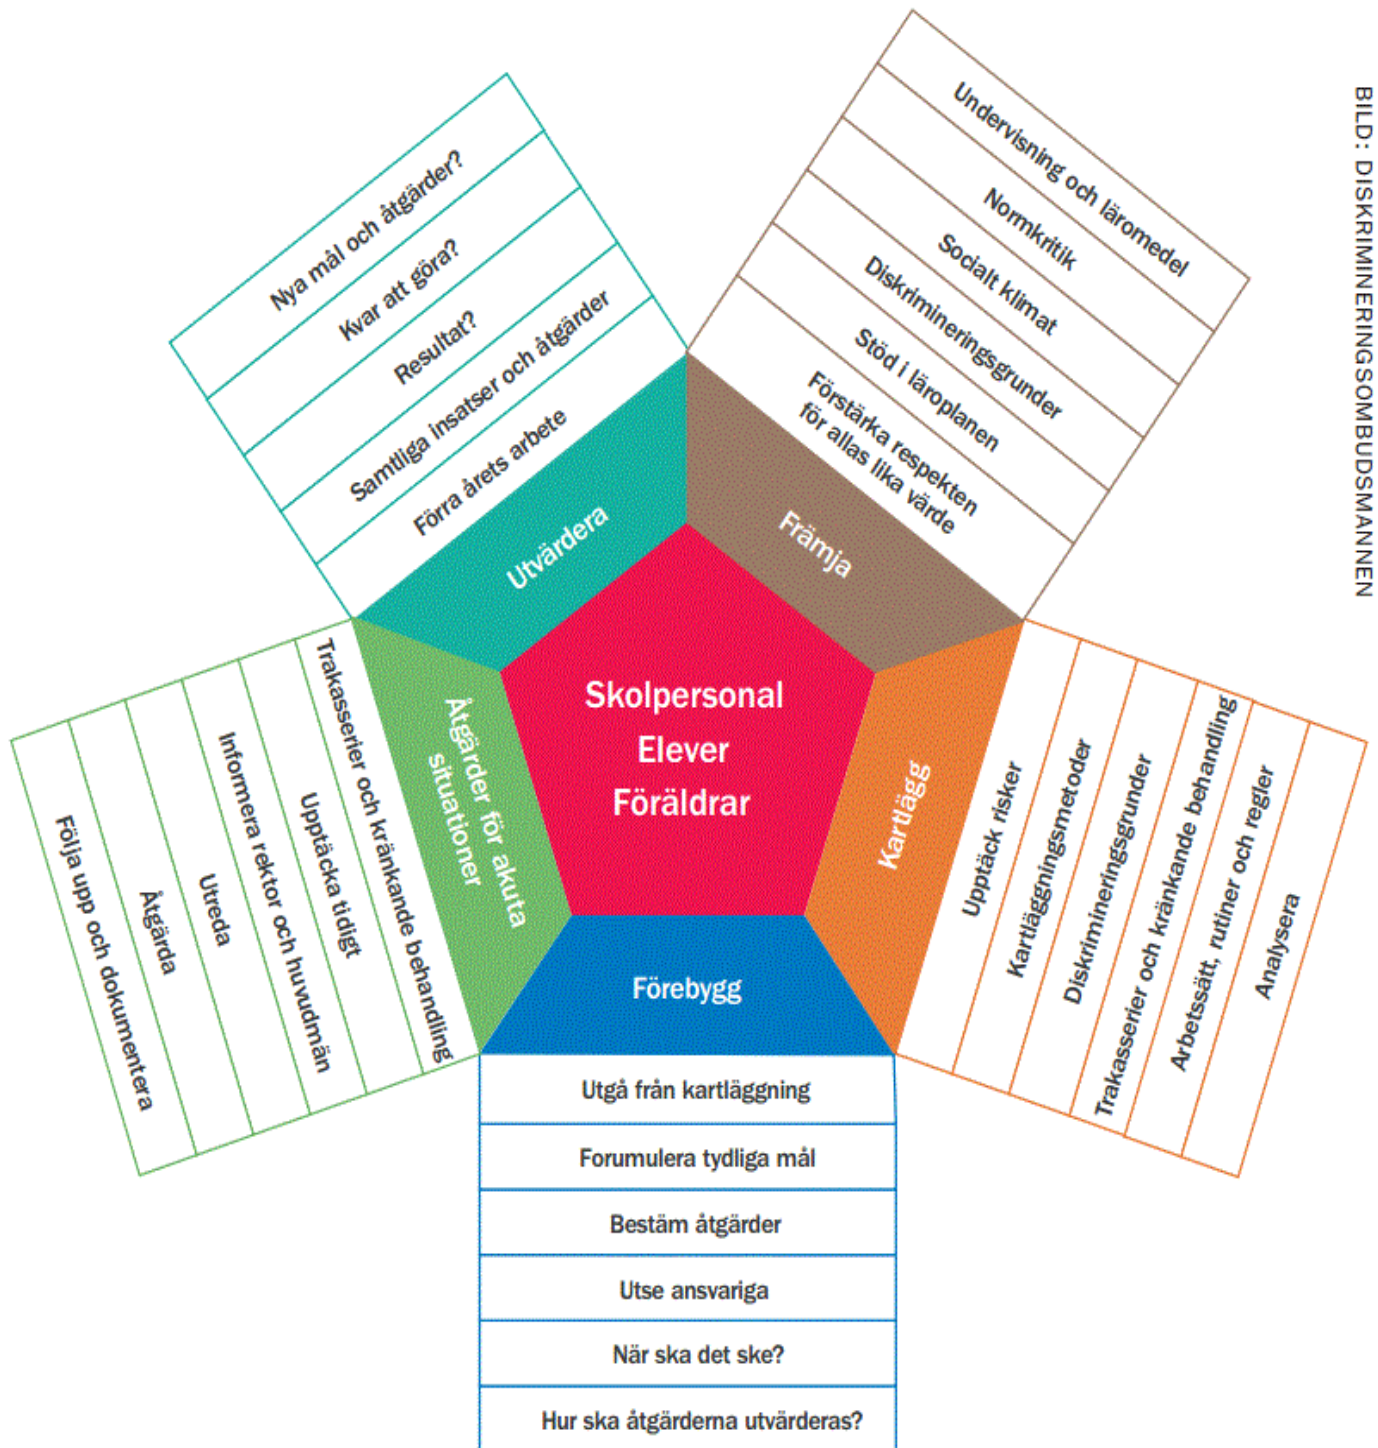 BILD: DISKRIMINERINGSOMBUDSMANNEN
Skolpersonal
Elever
Föräldrar
Främja
Förstärka respekten
för allas lika värde
Stöd i läroplanen
Diskrimineringsgrunder
Socialt klimat
Normkritik
Undervisning och läromedel
Kartlägg
Upptäck risker
Kartläggningsmetoder
Diskrimineringsgrunder
Trakasserier och kränkande behandling
Arbetssätt, rutiner och regler
Analysera
Förebygg
Utgå från kartläggning
Forumulera tydliga mål
Bestäm åtgärder
Utse ansvariga
När ska det ske?
Hur ska åtgärderna utvärderas?
Åtgärder för akuta
situationer
Trakasserier och kränkande behandling
Upptäcka tidigt
Informera rektor och huvudmän
Utreda
Åtgärda
Följa upp och dokumentera
Utvärdera
Förra årets arbete
Samtliga insatser och åtgärder
Resultat?
Kvar att göra?
Nya mål och åtgärder?